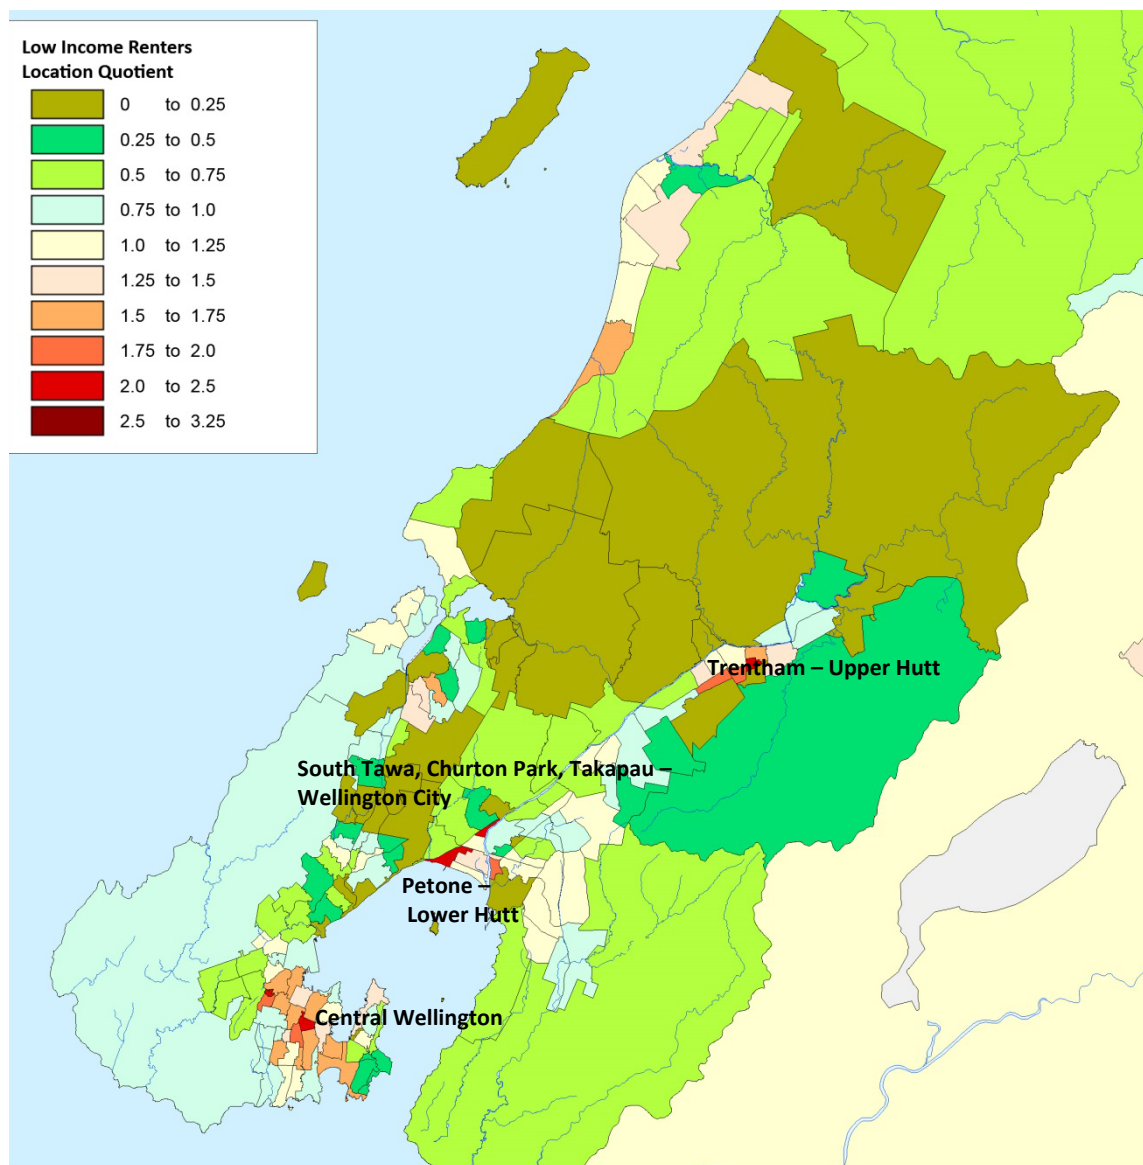 Low Income Renters
Location Quotient
0 to 0.25
0.25 to 0.5
0.5 to 0.75
0.75 to 1.0
1.0 to 1.25
1.25 to 1.5
1.5 to 1.75
1.75 to 2.0
2.0 to 2.5
2.5 to 3.25
Trentham – Upper Hutt
South Tawa, Churton Park, Takapau –
Wellington City
Petone –
Lower Hutt
Central Wellington